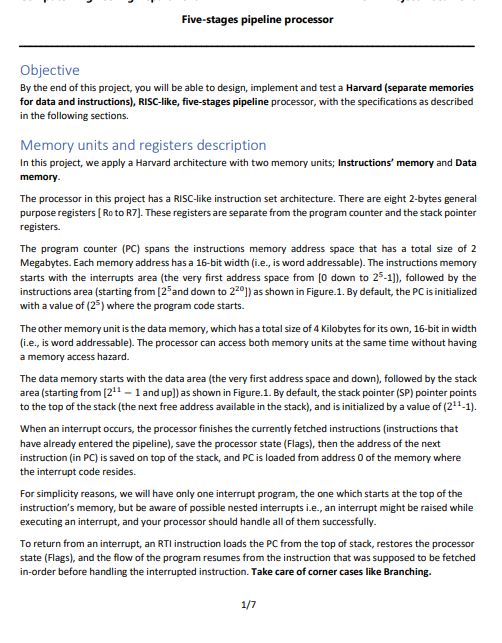 Five-stages pipeline processor
Objective
By the end of this project, you will be able to design, implement and test a Harvard (separate memories
for data and instructions), RISC-like, five-stages pipeline processor, with the specifications as described
in the following sections.
Memory units and registers description
In this project, we apply a Harvard architecture with two memory units; Instructions’ memory and Data
memory.
The processor in this project has a RISC-like instruction set architecture. There are eight 2-bytes general
purpose registers [ R0 to R7]. These registers are separate from the program counter and the stack pointer
registers.
The program counter (PC) spans the instructions memory address space that has a total size of 2
Megabytes. Each memory address has a 16-bit width (i.e., is word addressable). The instructions memory
starts with the interrupts area (the very first address space from [0 down to 2⁵-1]), followed by the
instructions area (starting from [2⁵and down to 2²⁰]) as shown in Figure.1. By default, the PC is initialized
with a value of (2⁵) where the program code starts.
The other memory unit is the data memory, which has a total size of 4 Kilobytes for its own, 16-bit in width
(i.e., is word addressable). The processor can access both memory units at the same time without having
a memory access hazard.
The data memory starts with the data area (the very first address space and down), followed by the stack
area (starting from [2¹¹ − 1 and up]) as shown in Figure.1. By default, the stack pointer (SP) pointer points
to the top of the stack (the next free address available in the stack), and is initialized by a value of (2¹¹-1).
When an interrupt occurs, the processor finishes the currently fetched instructions (instructions that
have already entered the pipeline), save the processor state (Flags), then the address of the next
instruction (in PC) is saved on top of the stack, and PC is loaded from address 0 of the memory where
the interrupt code resides.
For simplicity reasons, we will have only one interrupt program, the one which starts at the top of the
instruction’s memory, but be aware of possible nested interrupts i.e., an interrupt might be raised while
executing an interrupt, and your processor should handle all of them successfully.
To return from an interrupt, an RTI instruction loads the PC from the top of stack, restores the processor
state (Flags), and the flow of the program resumes from the instruction that was supposed to be fetched
in-order before handling the interrupted instruction. Take care of corner cases like Branching.
1/7